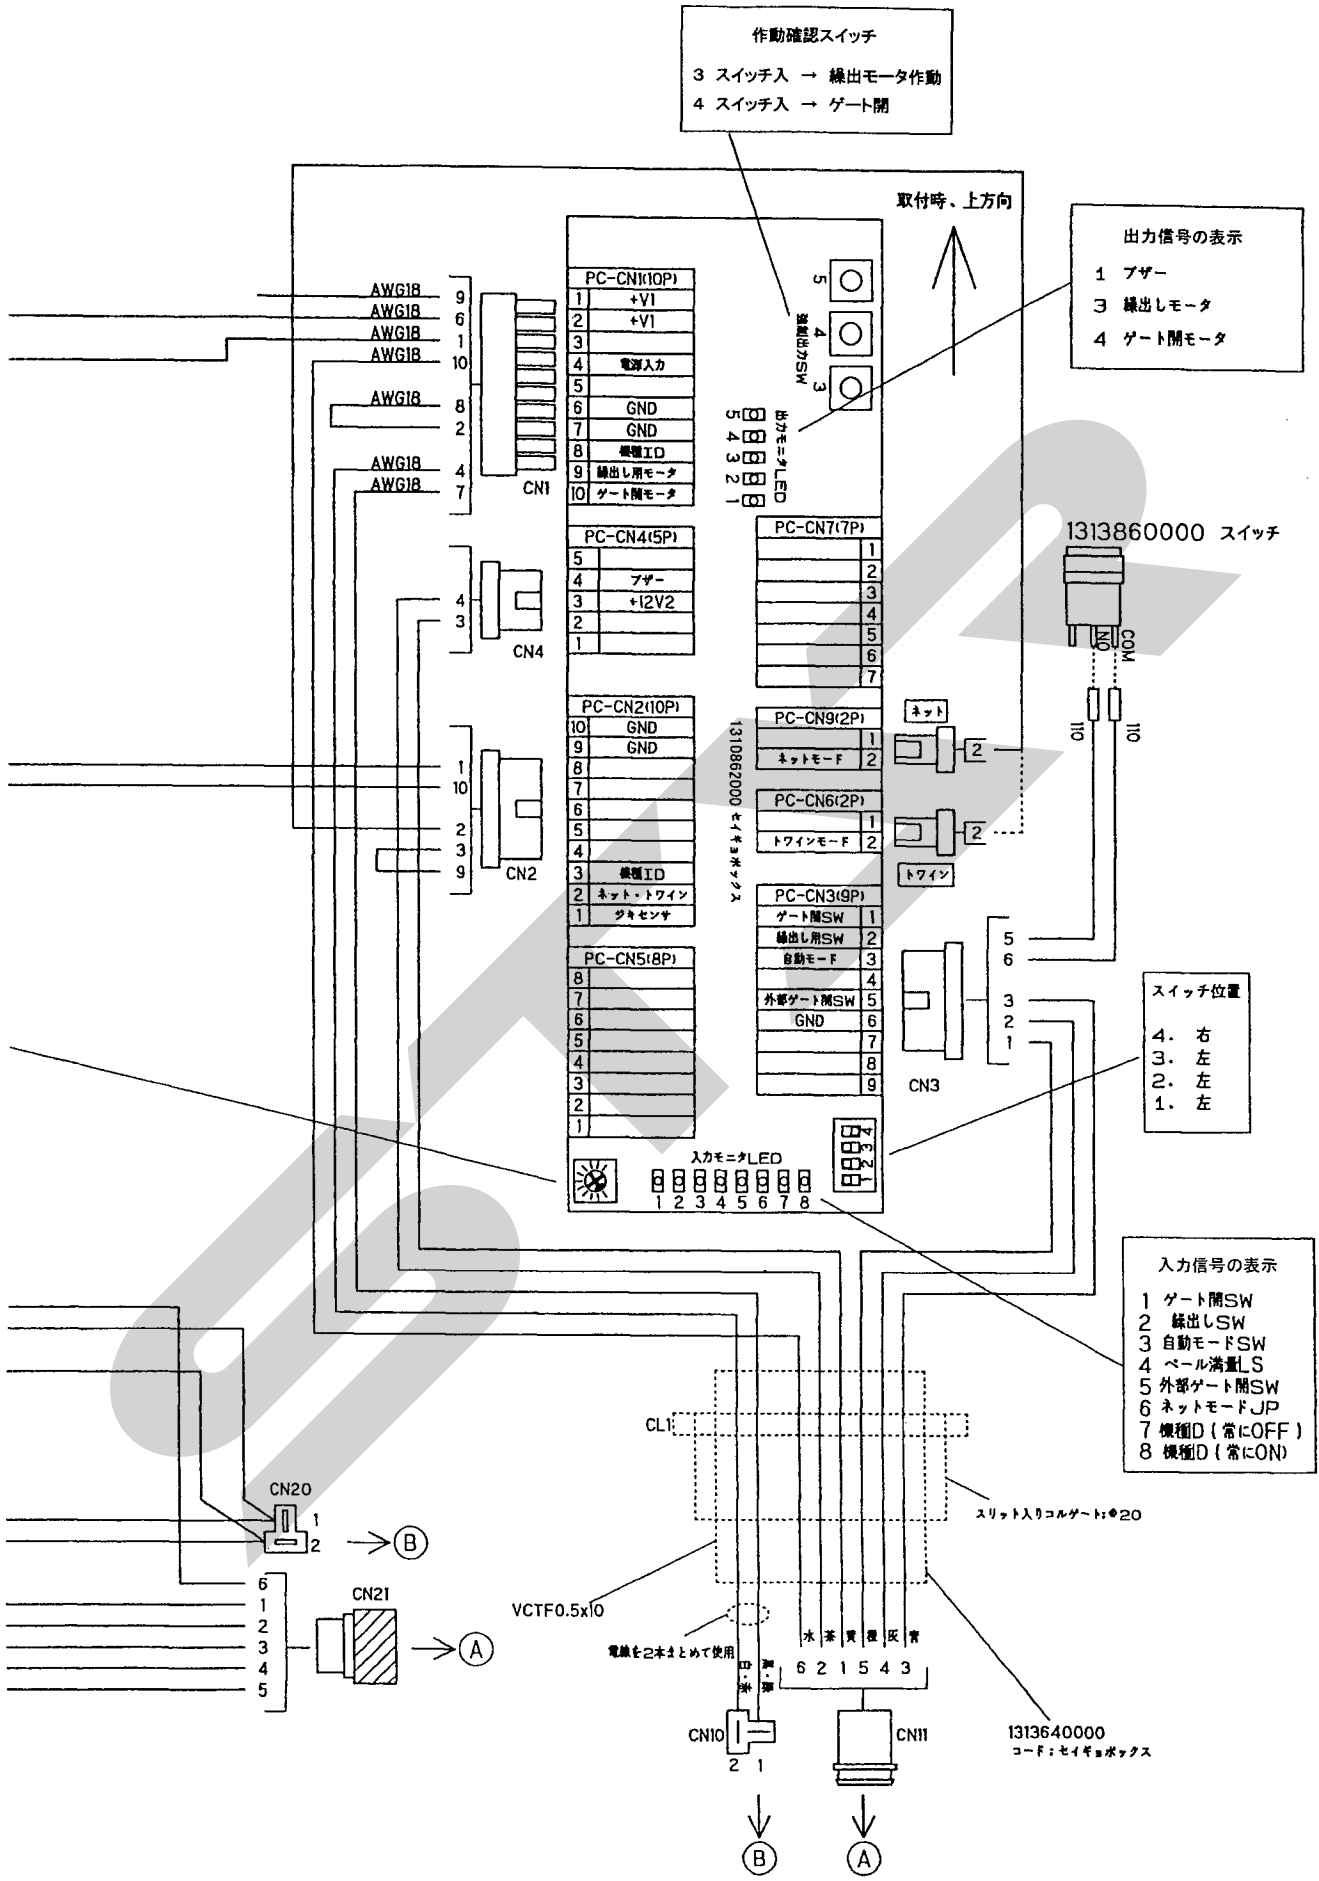 作動確認スイッチ
3 スイッチ入 → 繰出モータ作動
4 スイッチ入 → ゲート開
取付時、上方向
出力信号の表示
1 ブザー
3 繰出しモータ
4 ゲート開モータ
AWG18 9
AWG18 6
AWG18 1
AWG18 10
AWG18 8
2
AWG18 4
AWG18 7
CN1
PC-CN1(10P)
1 +V1
2 +V1
3
4 電源入力
5
6 GND
7 GND
8 機種ID
9 繰出し用モータ
10 ゲート開モータ
5
4
3
強制出力SW
5
4
3
2
1
出力モニタLED
4
3
CN4
PC-CN4(5P)
5
4 ブザー
3 +12V2
2
1
PC-CN7(7P)
1
2
3
4
5
6
7
1313860000 スイッチ
NO
COM
110
110
1
10
2
3
9
CN2
PC-CN2(10P)
10 GND
9 GND
8
7
6
5
4
3 機種ID
2 ネット・トワイン
1 ジキセンサ
1310862000 セイギョボックス
PC-CN9(2P)
1
ネットモード 2
ネット
2
PC-CN6(2P)
1
トワインモード 2
2
トワイン
PC-CN3(9P)
ゲート開SW 1
繰出し用SW 2
自動モード 3
4
外部ゲート開SW 5
GND 6
7
8
9
CN3
5
6
3
2
1
PC-CN5(8P)
8
7
6
5
4
3
2
1
スイッチ位置
4. 右
3. 左
2. 左
1. 左
入力モニタLED
1 2 3 4 5 6 7 8
4
3
2
1
入力信号の表示
1 ゲート開SW
2 繰出しSW
3 自動モードSW
4 ベール満量LS
5 外部ゲート開SW
6 ネットモードJP
7 機種D(常にOFF)
8 機種D(常にON)
CL1
スリット入りコルゲート:φ20
CN20
1
2
B
6
1
2
3
4
5
CN21
A
VCTF0.5x10
電線を2本まとめて使用
白・赤
水 茶 黄 橙 灰 青
6 2 1 5 4 3
CN10
2 1
CN11
1313640000
コード:セイギョボックス
B
A
STAR